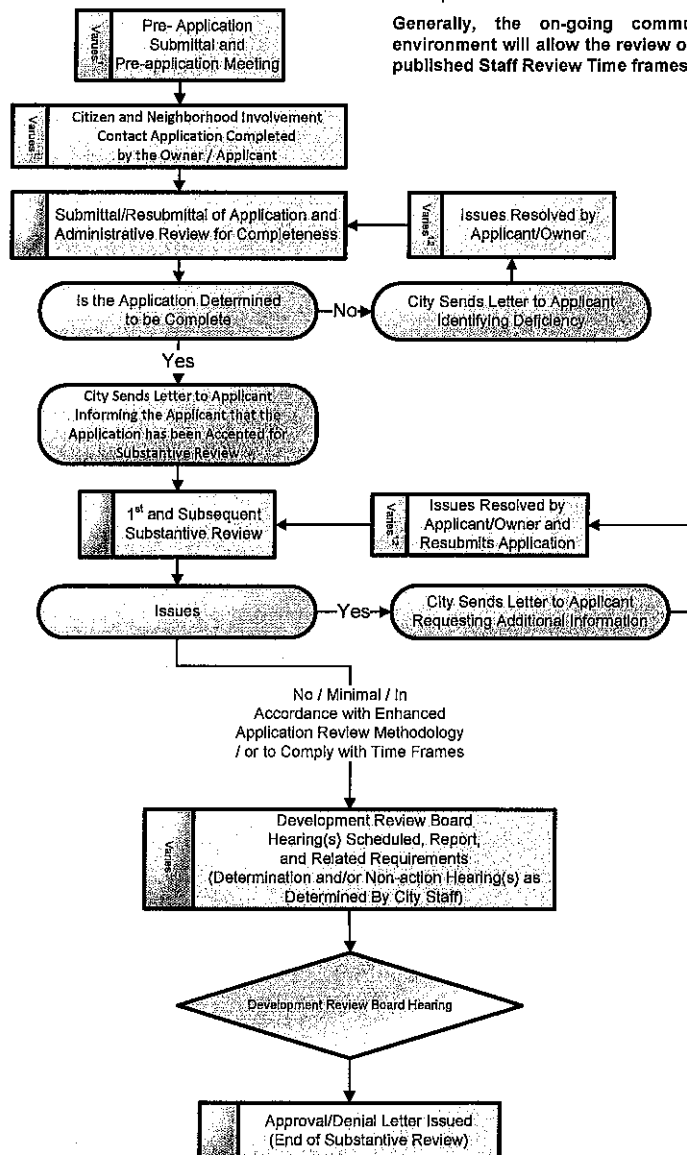 Generally, the on-going commu
environment will allow the review o
published Staff Review Time frames
Varies
Pre- Application
Submittal and
Pre-application Meeting
Varies
Citizen and Neighborhood Involvement
Contact Application Completed
by the Owner / Applicant
Submittal/Resubmittal of Application and
Administrative Review for Completeness
Varies
Issues Resolved by
Applicant/Owner
Is the Application Determined
to be Complete
No
City Sends Letter to Applicant
Identifying Deficiency
Yes
City Sends Letter to Applicant
Informing the Applicant that the
Application has been Accepted for
Substantive Review
1st and Subsequent
Substantive Review
Varies
Issues Resolved by
Applicant/Owner and
Resubmits Application
Issues
Yes
City Sends Letter to Applicant
Requesting Additional Information
No / Minimal / In
Accordance with Enhanced
Application Review Methodology
/ or to Comply with Time Frames
Varies
Development Review Board
Hearing(s) Scheduled, Report,
and Related Requirements
(Determination and/or Non-action Hearing(s) as
Determined By City Staff)
Development Review Board Hearing
Approval/Denial Letter Issued
(End of Substantive Review)